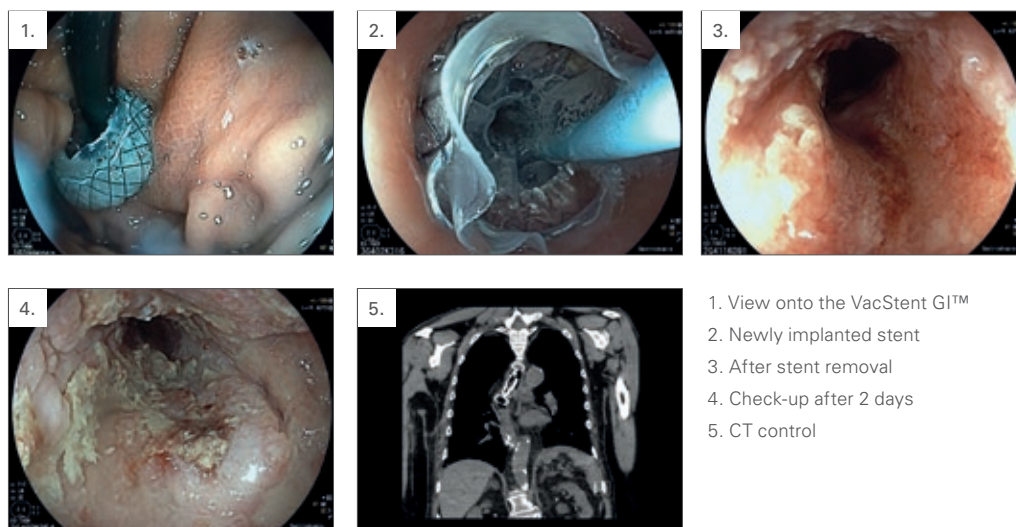 1.
2.
3.
4.
5.
1. View onto the VacStent GI™
2. Newly implanted stent
3. After stent removal
4. Check-up after 2 days
5. CT control